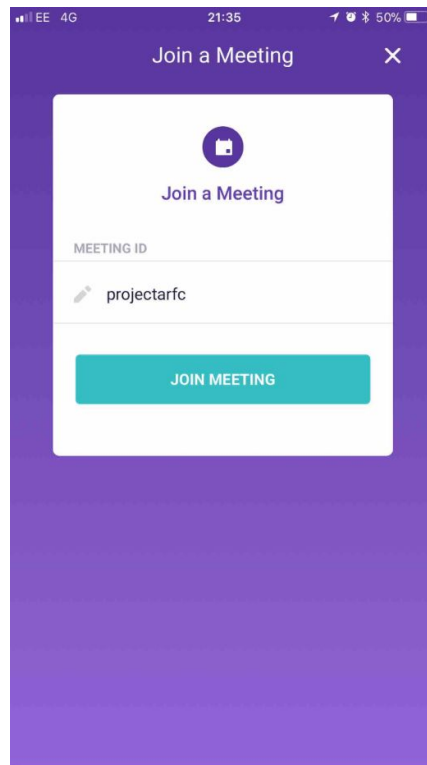 EE 4G 21:35 50%
Join a Meeting
Join a Meeting
MEETING ID
projectarfc
JOIN MEETING